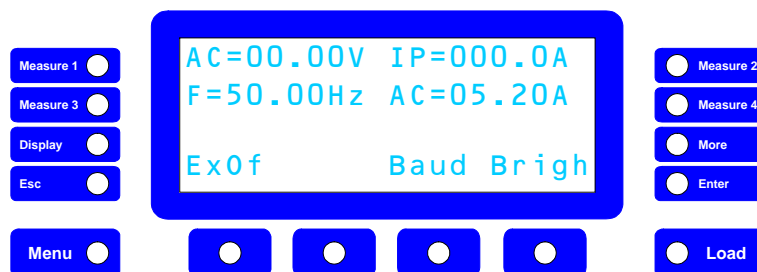 Measure 1
Measure 3
Display
Esc
Menu
AC=00.00V IP=000.0A
F=50.00Hz AC=05.20A
ExOf Baud Brigh
Measure 2
Measure 4
More
Enter
Load